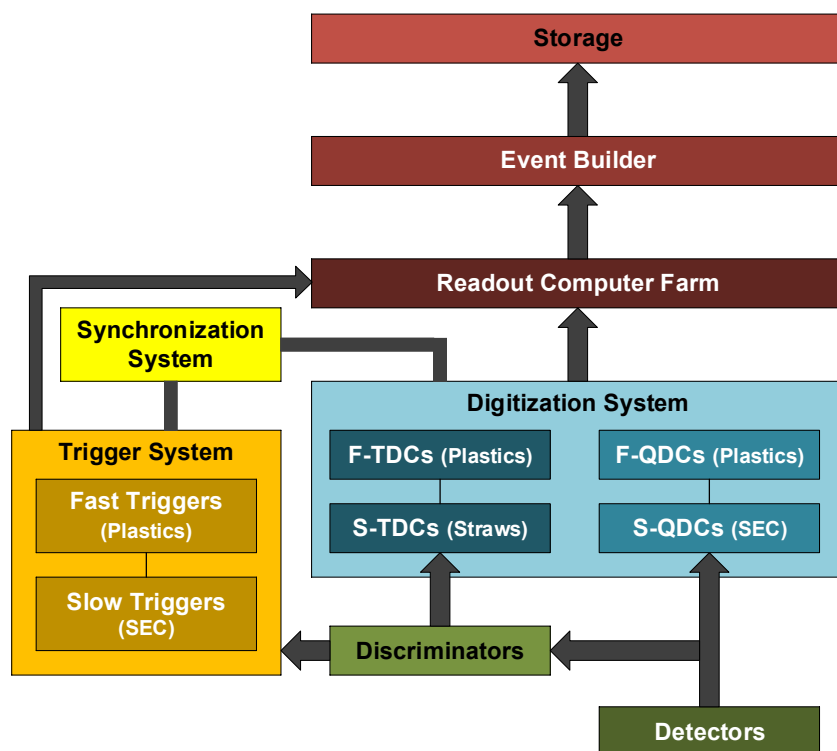 Storage
Event Builder
Readout Computer Farm
Synchronization
System
Digitization System
Trigger System
F-TDCs (Plastics)
F-QDCs (Plastics)
Fast Triggers
(Plastics)
S-TDCs (Straws)
S-QDCs (SEC)
Slow Triggers
(SEC)
Discriminators
Detectors